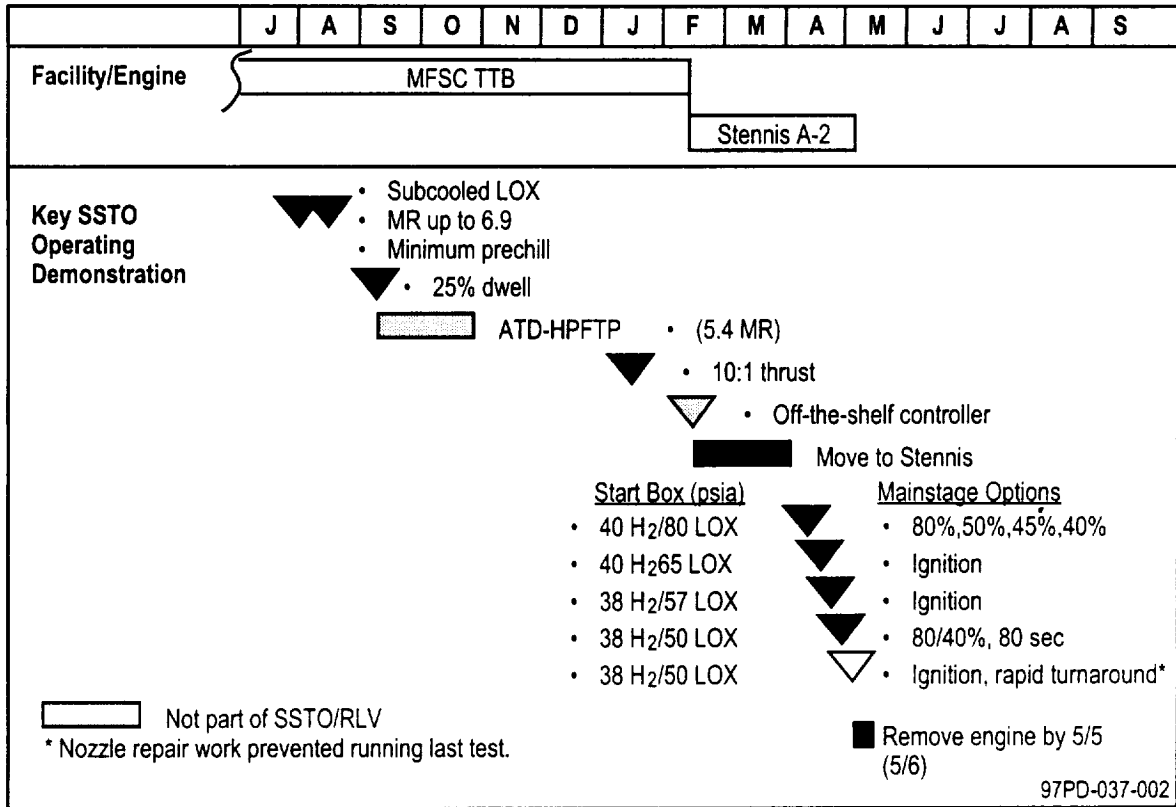 J A S O N D J F M A M J J A S
Facility/Engine
MFSC TTB
Stennis A-2
Key SSTO
Operating
Demonstration
• Subcooled LOX
• MR up to 6.9
• Minimum prechill
• 25% dwell
ATD-HPFTP • (5.4 MR)
• 10:1 thrust
• Off-the-shelf controller
Move to Stennis
Start Box (psia) Mainstage Options
• 40 H2/80 LOX • 80%,50%,45%,40%
• 40 H265 LOX • Ignition
• 38 H2/57 LOX • Ignition
• 38 H2/50 LOX • 80/40%, 80 sec
• 38 H2/50 LOX • Ignition, rapid turnaround*
Not part of SSTO/RLV
* Nozzle repair work prevented running last test.
Remove engine by 5/5
(5/6)
97PD-037-002